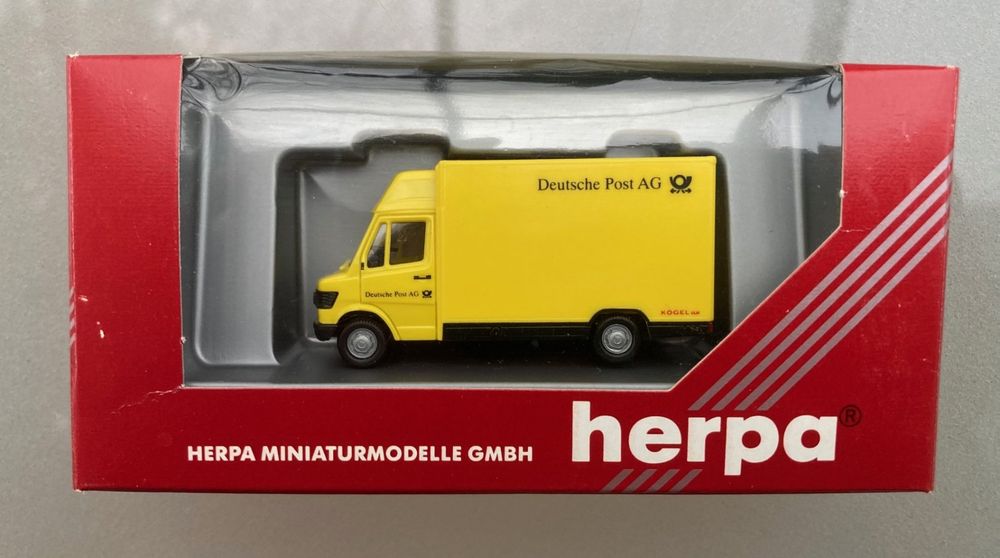 Deutsche Post AG
Deutsche Post AG
KÖGEL
HERPA MINIATURMODELLE GMBH
herpa®